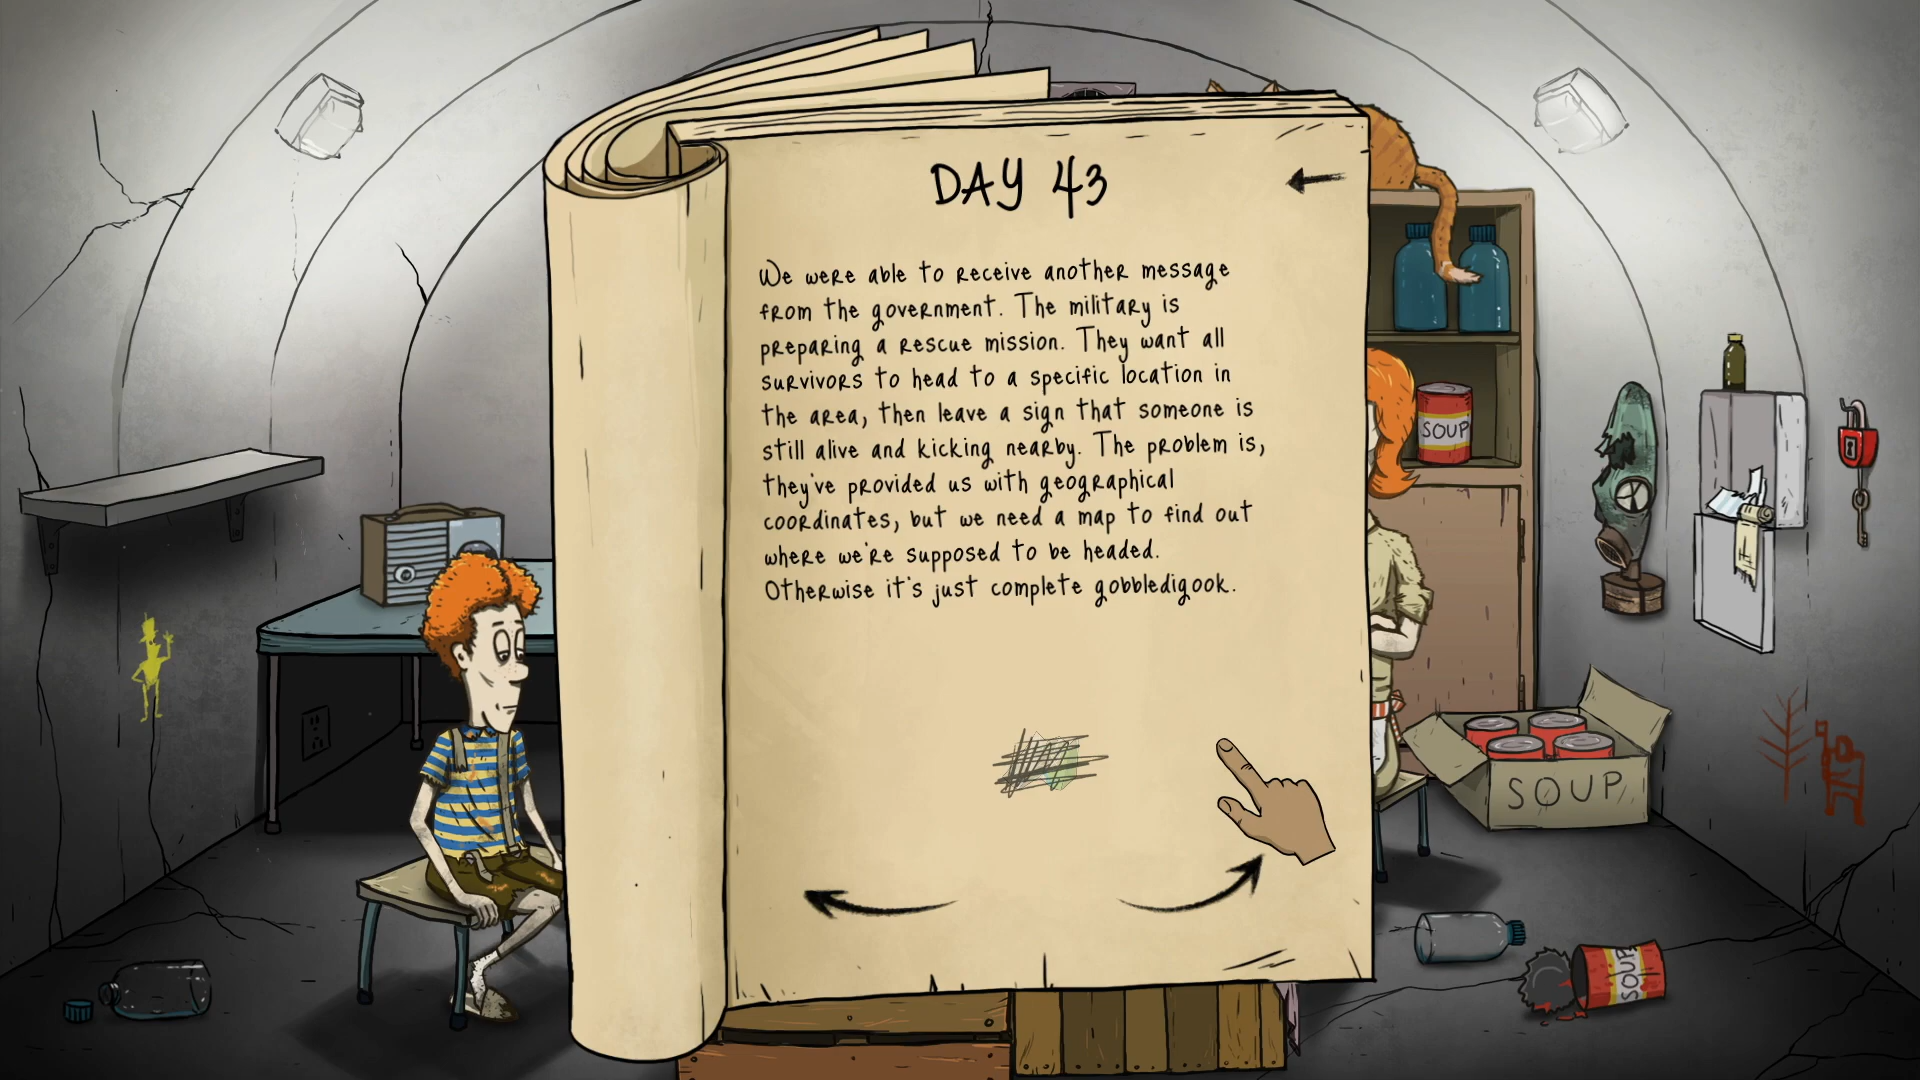 DAY 43
We were able to receive another message
from the government. The military is
preparing a rescue mission. They want all
survivors to head to a specific location in
the area, then leave a sign that someone is
still alive and kicking nearby. The problem is,
they've provided us with geographical
coordinates, but we need a map to find out
where we're supposed to be headed.
Otherwise it's just complete gobbledigook.
SOUP
SOUP
SOUP